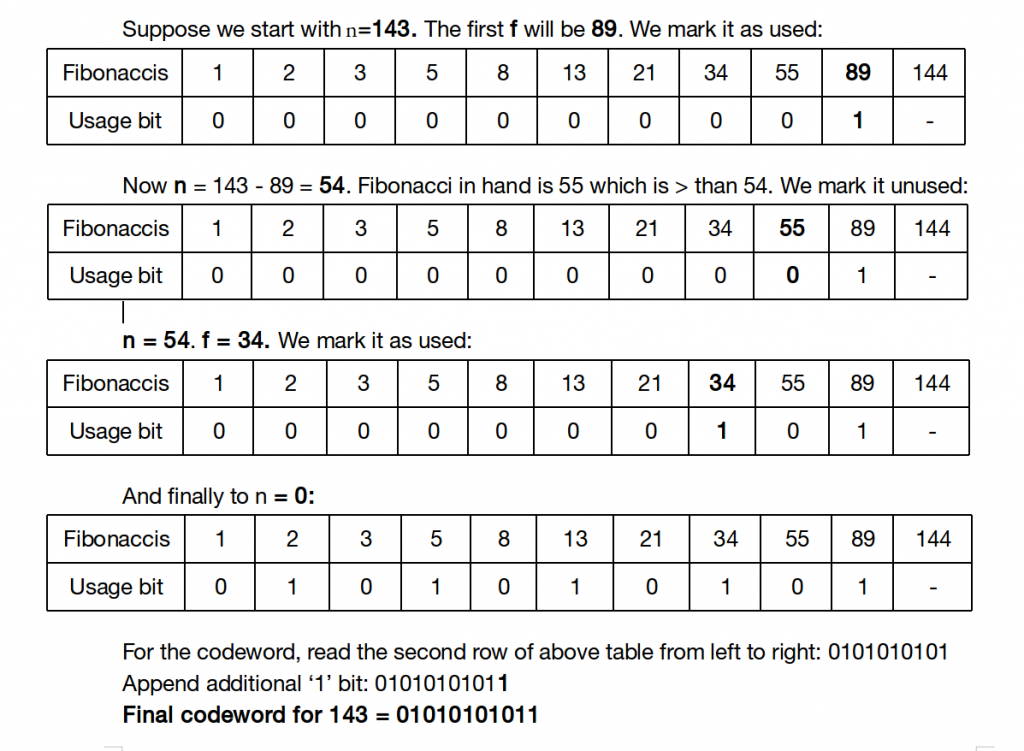 Suppose we start with n=143. The first f will be 89. We mark it as used:
Fibonaccis 1 2 3 5 8 13 21 34 55 89 144
Usage bit 0 0 0 0 0 0 0 0 0 1 -
Now n = 143 - 89 = 54. Fibonacci in hand is 55 which is > than 54. We mark it unused:
Fibonaccis 1 2 3 5 8 13 21 34 55 89 144
Usage bit 0 0 0 0 0 0 0 0 0 1 -
n = 54. f = 34. We mark it as used:
Fibonaccis 1 2 3 5 8 13 21 34 55 89 144
Usage bit 0 0 0 0 0 0 0 1 0 1 -
And finally to n = 0:
Fibonaccis 1 2 3 5 8 13 21 34 55 89 144
Usage bit 0 1 0 1 0 1 0 1 0 1 -
For the codeword, read the second row of above table from left to right: 0101010101
Append additional ‘1’ bit: 01010101011
Final codeword for 143 = 01010101011